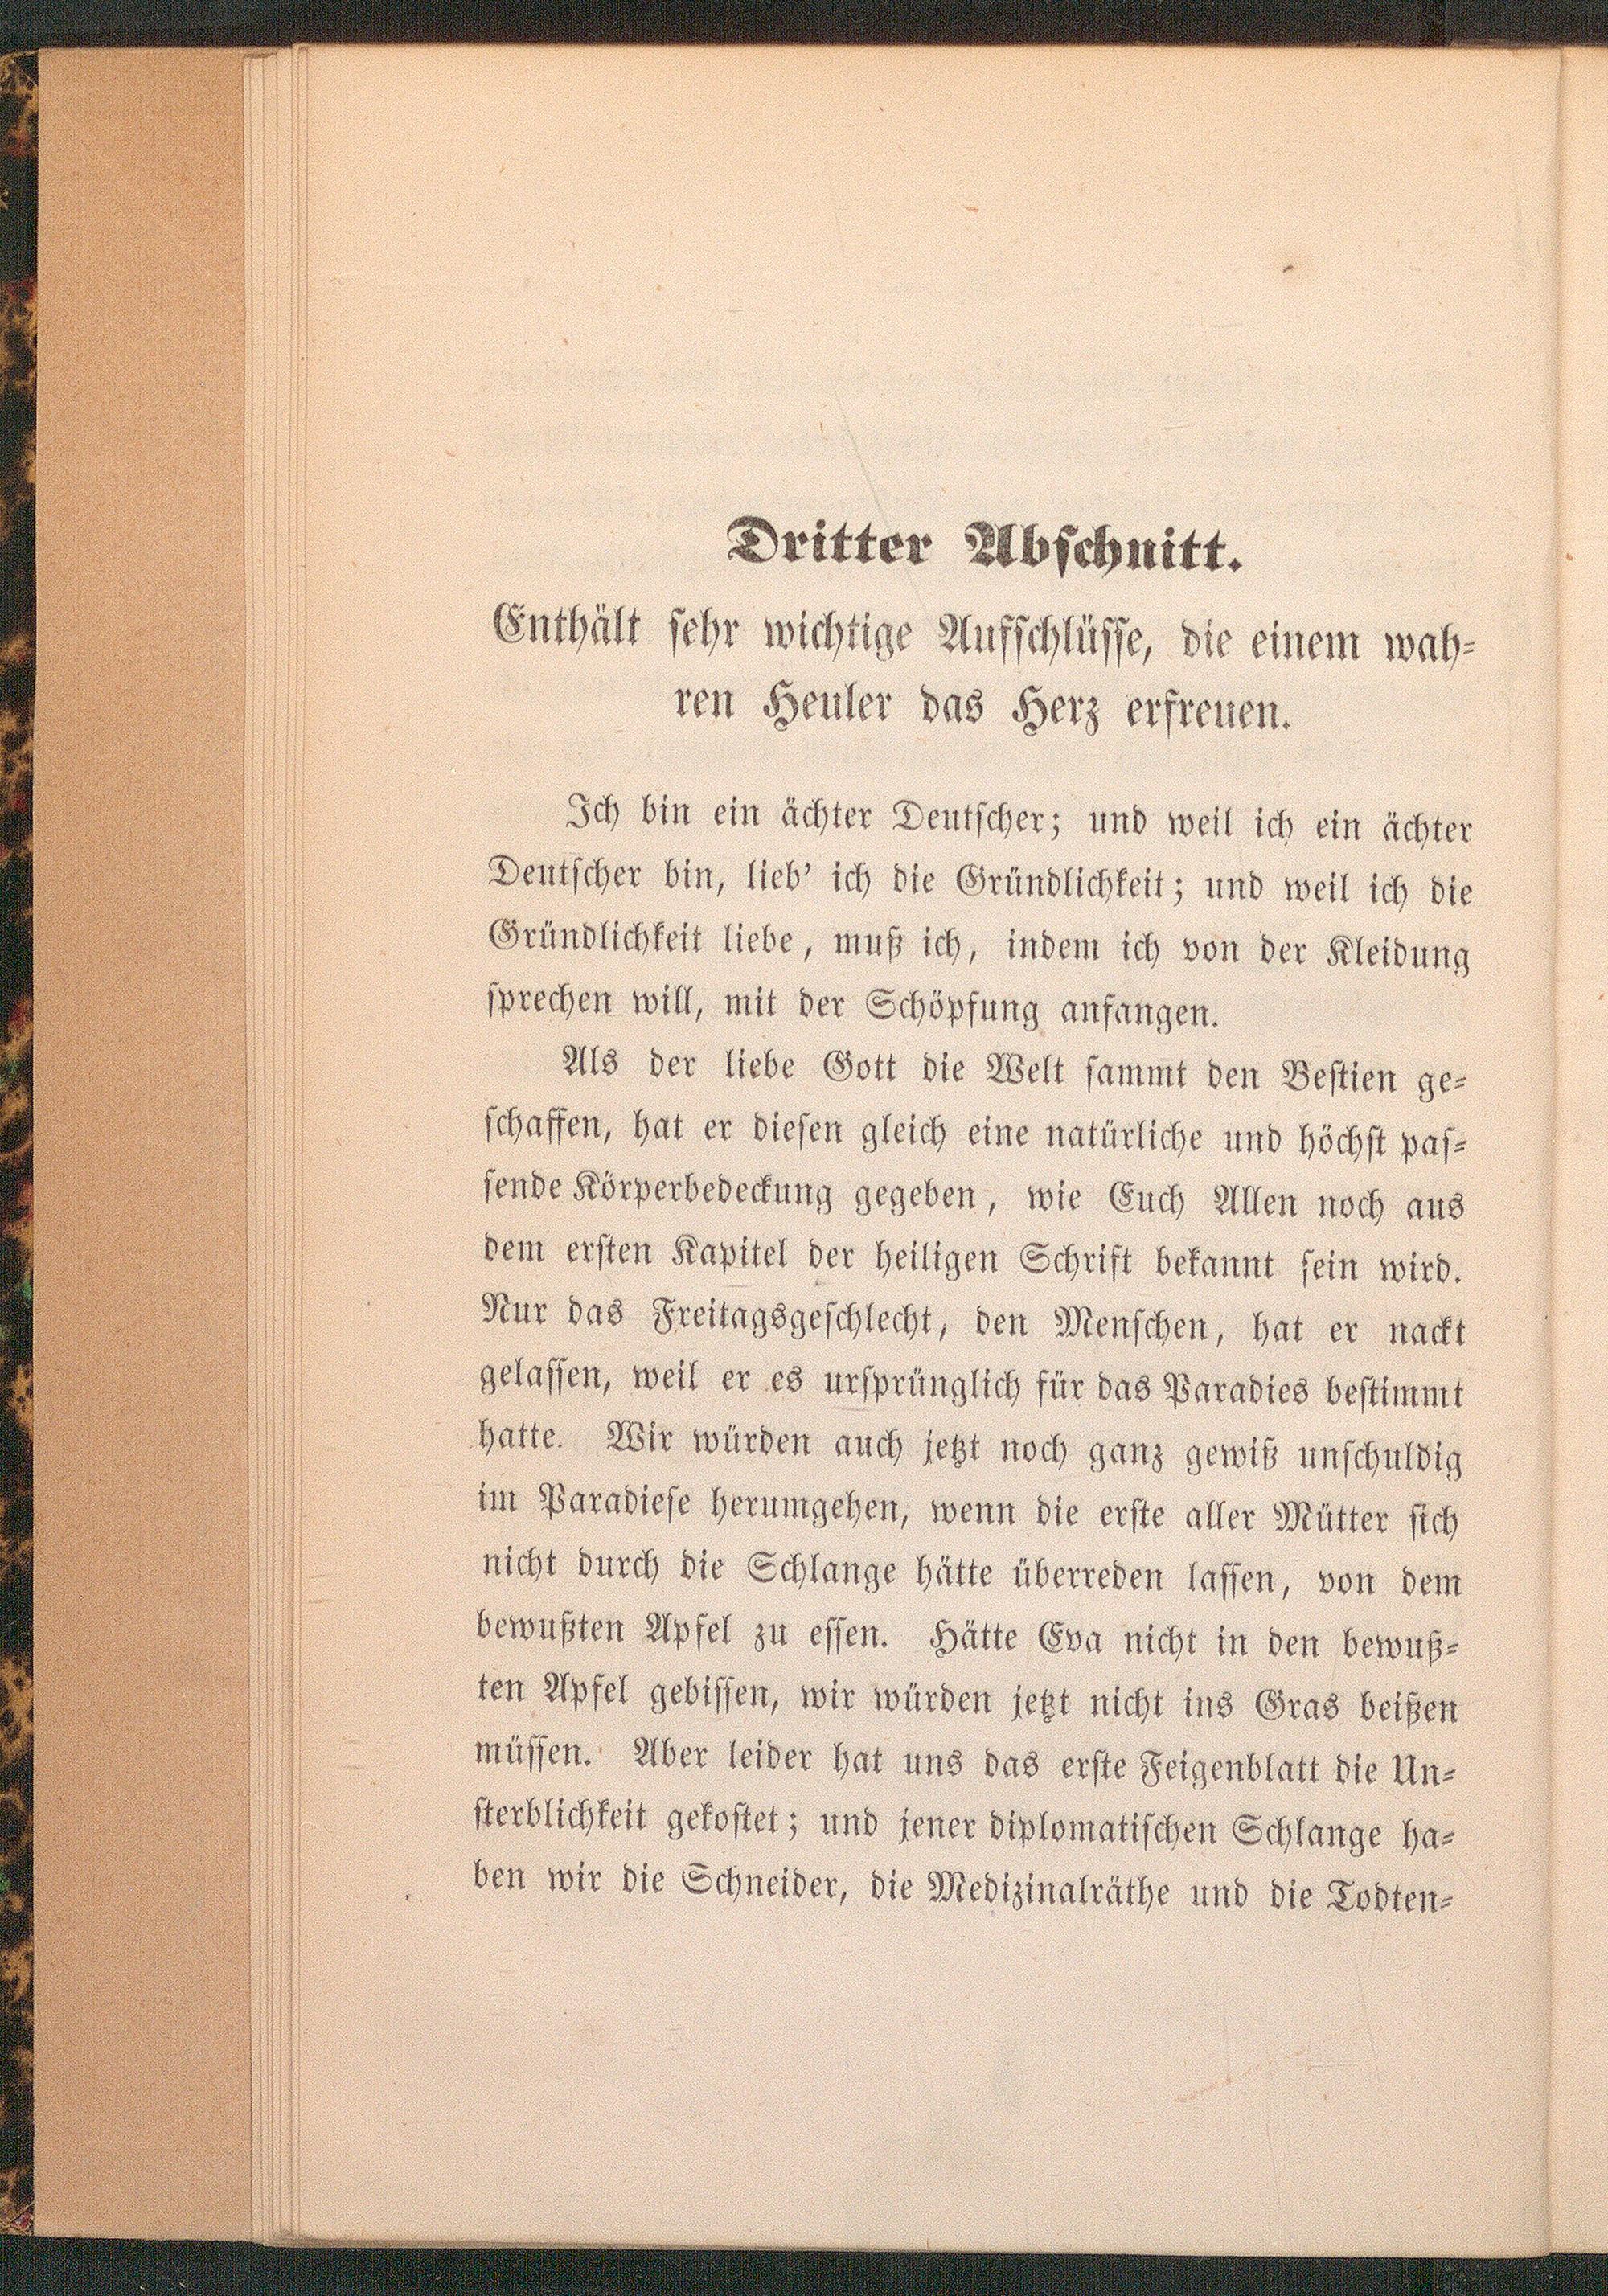 Dritter Abschnitt.
Enthält sehr wichtige Aufschlüsse, die einem wah-
ren Heuler das Herz erfreuen.
Ich bin ein ächter Deutscher; und weil ich ein ächter
Deutscher bin, lieb' ich die Gründlichkeit; und weil ich die
Gründlichkeit liebe, muß ich, indem ich von der Kleidung
sprechen will, mit der Schöpfung anfangen.
Als der liebe Gott die Welt sammt den Bestien ge-
schaffen, hat er diesen gleich eine natürliche und höchst pas-
sende Körperbedeckung gegeben, wie Euch Allen noch aus
dem ersten Kapitel der heiligen Schrift bekannt sein wird.
Nur das Freitagsgeschlecht, den Menschen, hat er nackt
gelassen, weil er es ursprünglich für das Paradies bestimmt
hatte. Wir würden auch jetzt noch ganz gewiß unschuldig
im Paradiese herumgehen, wenn die erste aller Mütter sich
nicht durch die Schlange hätte überreden lassen, von dem
bewußten Apfel zu essen. Hätte Eva nicht in den bewuß-
ten Apfel gebissen, wir würden jetzt nicht ins Gras beißen
müssen. Aber leider hat uns das erste Feigenblatt die Un-
sterblichkeit gekostet; und jener diplomatischen Schlange ha-
ben wir die Schneider, die Medizinalräthe und die Todten-